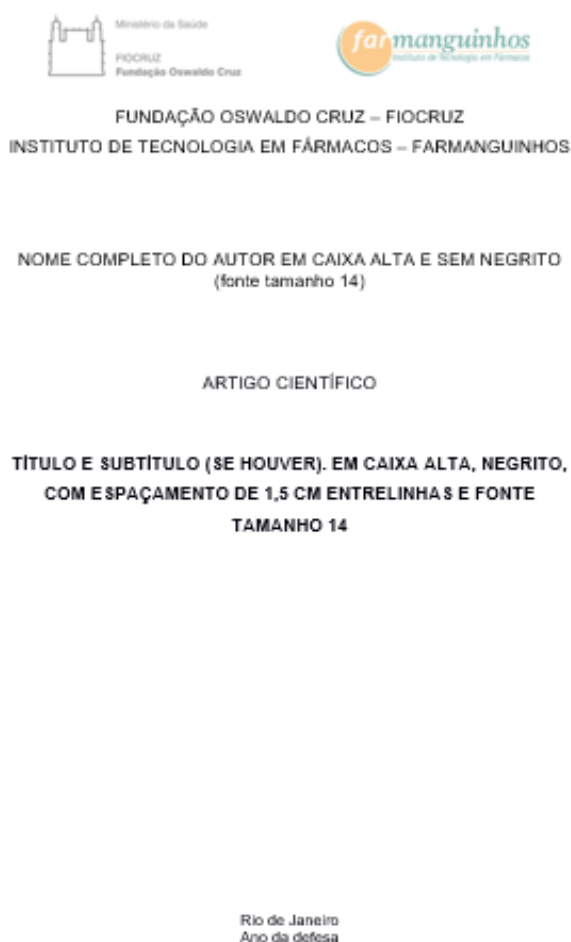 Ministério da Saúde
FIOCRUZ
Fundação Oswaldo Cruz
farmanguinhos
Instituto de Tecnologia em Fármacos
FUNDAÇÃO OSWALDO CRUZ – FIOCRUZ
INSTITUTO DE TECNOLOGIA EM FÁRMACOS – FARMANGUINHOS
NOME COMPLETO DO AUTOR EM CAIXA ALTA E SEM NEGRITO
(fonte tamanho 14)
ARTIGO CIENTÍFICO
TÍTULO E SUBTÍTULO (SE HOUVER). EM CAIXA ALTA, NEGRITO,
COM ESPAÇAMENTO DE 1,5 CM ENTRELINHAS E FONTE
TAMANHO 14
Rio de Janeiro
Ano da defesa